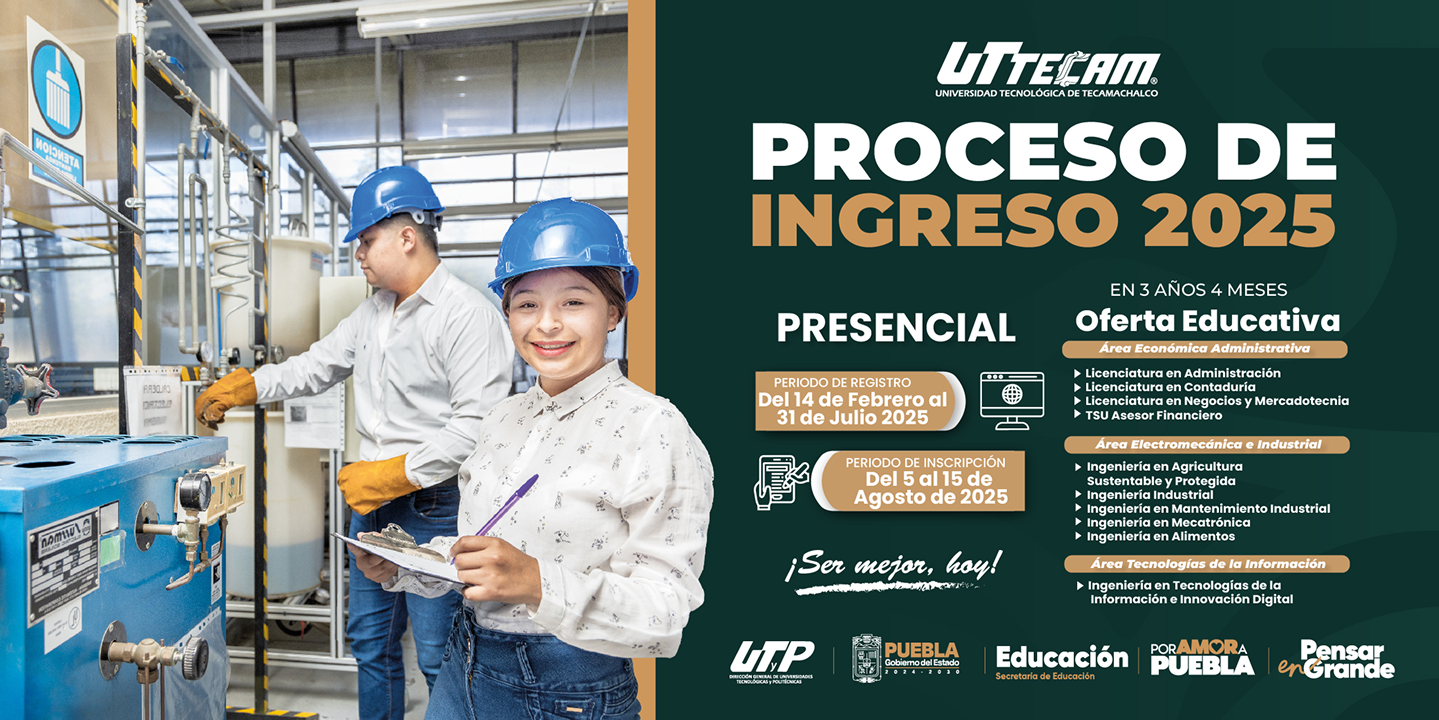 ATENCION
UTTECAM®
UNIVERSIDAD TECNOLÓGICA DE TECAMACHALCO
PROCESO DE
INGRESO 2025
PRESENCIAL
PERIODO DE REGISTRO
Del 14 de Febrero al
31 de Julio 2025
PERIODO DE INSCRIPCIÓN
Del 5 al 15 de
Agosto de 2025
¡Ser mejor, hoy!
EN 3 AÑOS 4 MESES
Oferta Educativa
Área Económica Administrativa
Licenciatura en Administración
Licenciatura en Contaduría
Licenciatura en Negocios y Mercadotecnia
TSU Asesor Financiero
Área Electromecánica e Industrial
Ingeniería en Agricultura
Sustentable y Protegida
Ingeniería Industrial
Ingeniería en Mantenimiento Industrial
Ingeniería en Mecatrónica
Ingeniería en Alimentos
Área Tecnologías de la Información
Ingeniería en Tecnologías de la
Información e Innovación Digital
UTyP
DIRECCIÓN GENERAL DE UNIVERSIDADES
TECNOLÓGICAS Y POLITÉCNICAS
PUEBLA
Gobierno del Estado
2024 - 2030
Educación
Secretaría de Educación
POR AMOR A
PUEBLA
Pensar
en Grande